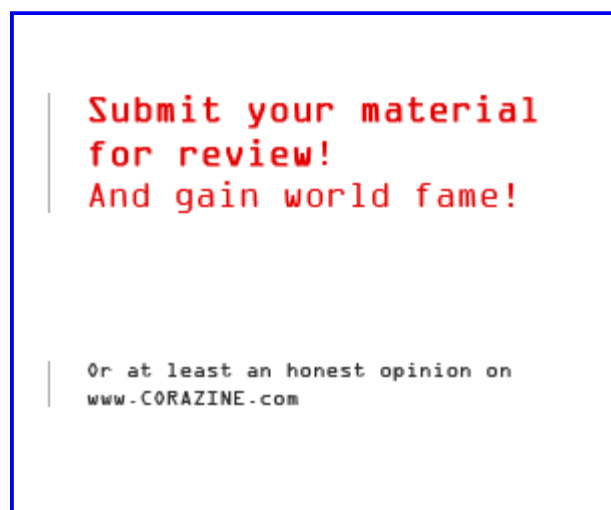 Submit your material
for review!
And gain world fame!
Or at least an honest opinion on
www.CORAZINE.com